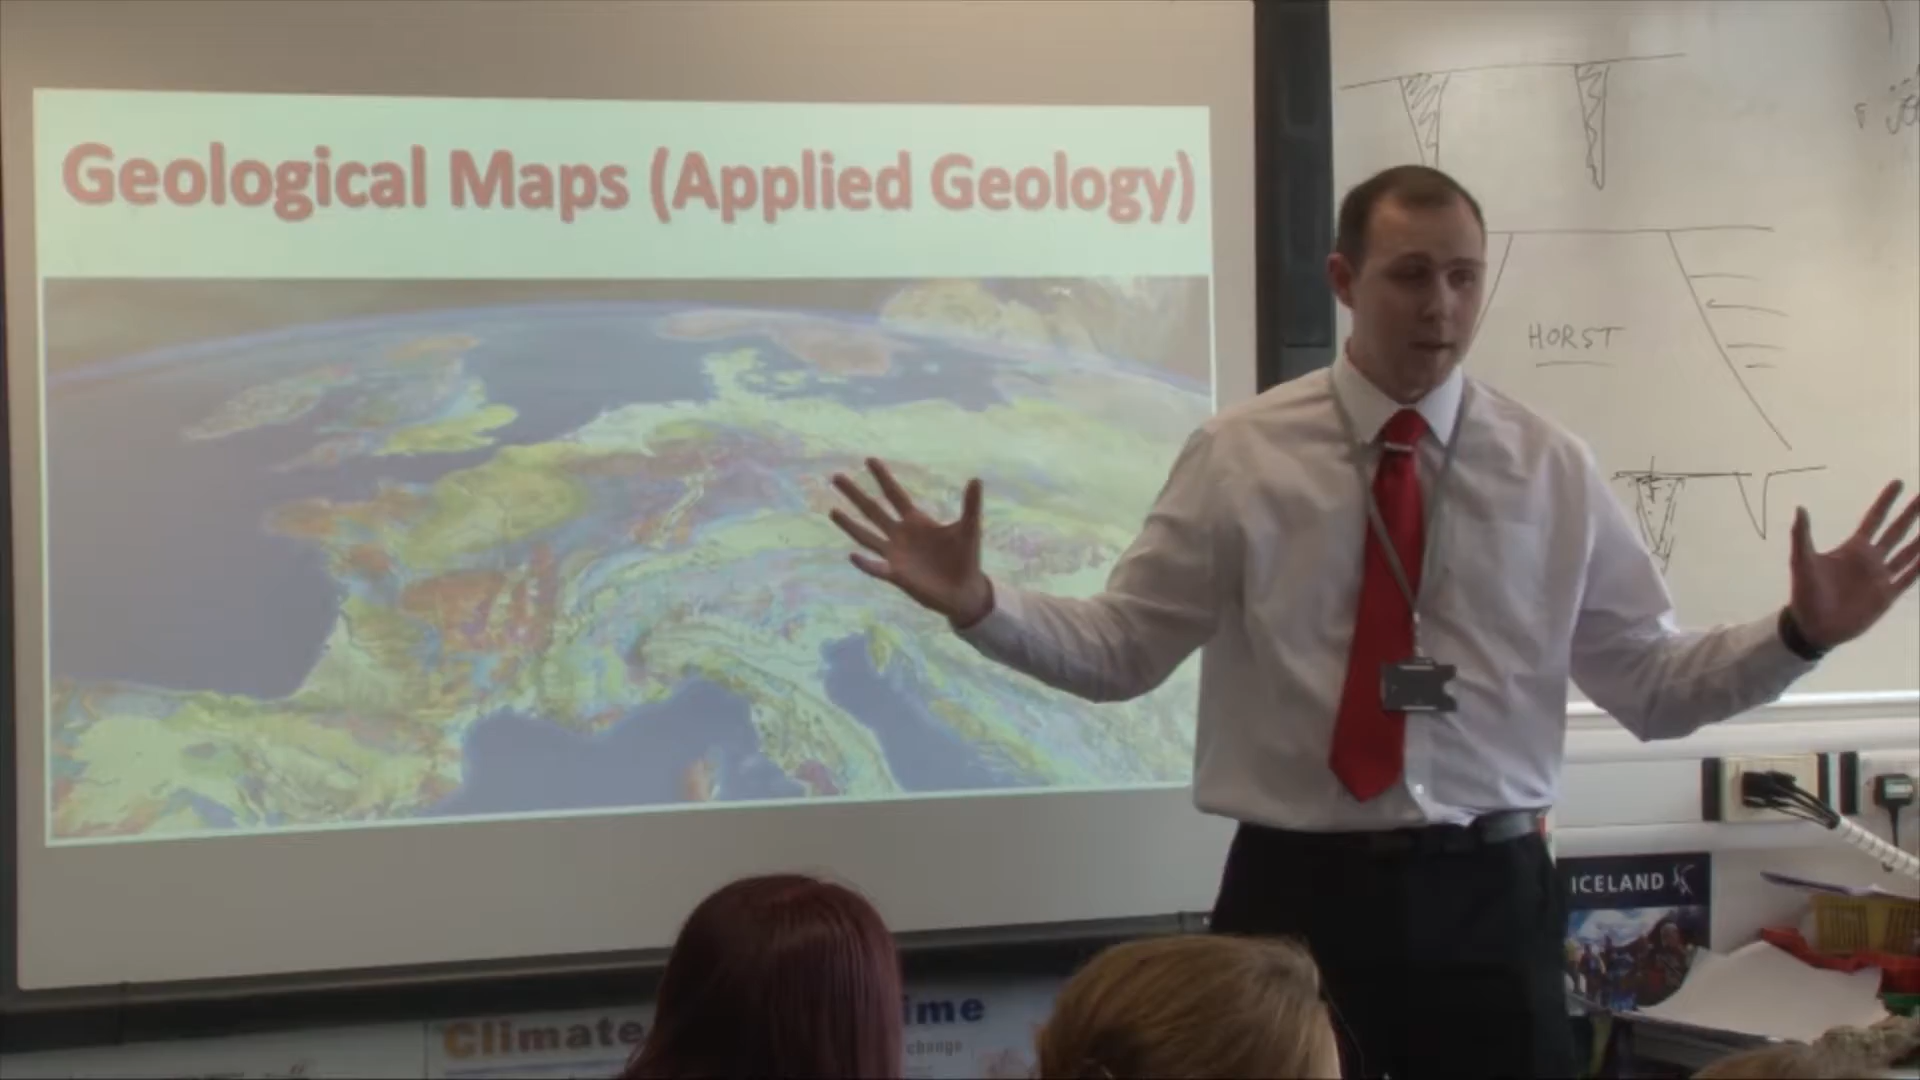 Geological Maps (Applied Geology)
HORST
ICELAND
Climate
ime
change